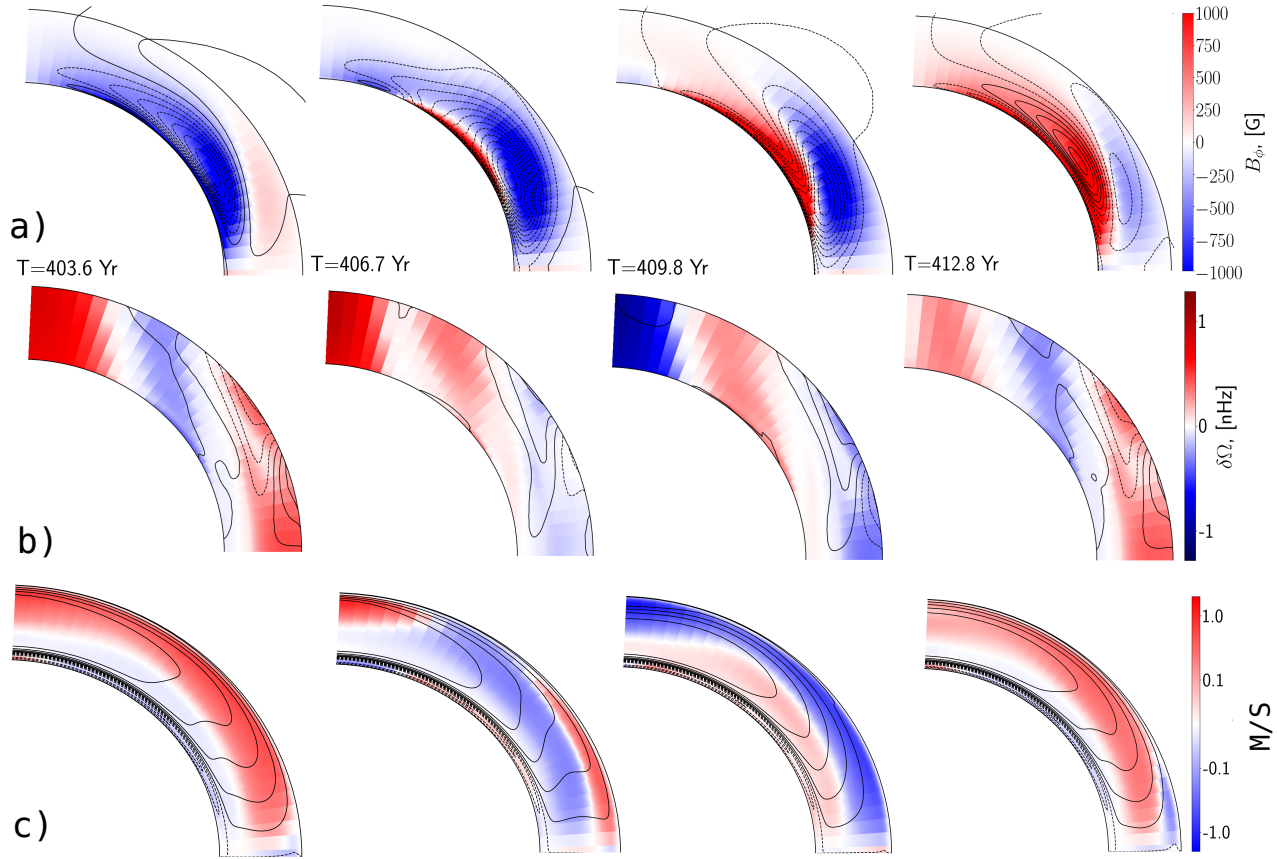 1000
750
500
250
0
−250
−500
−750
−1000
B_ϕ, [G]
a)
T=403.6 Yr
T=406.7 Yr
T=409.8 Yr
T=412.8 Yr
1
0
-1
δΩ, [nHz]
b)
1.0
0.1
-0.1
-1.0
M/S
c)